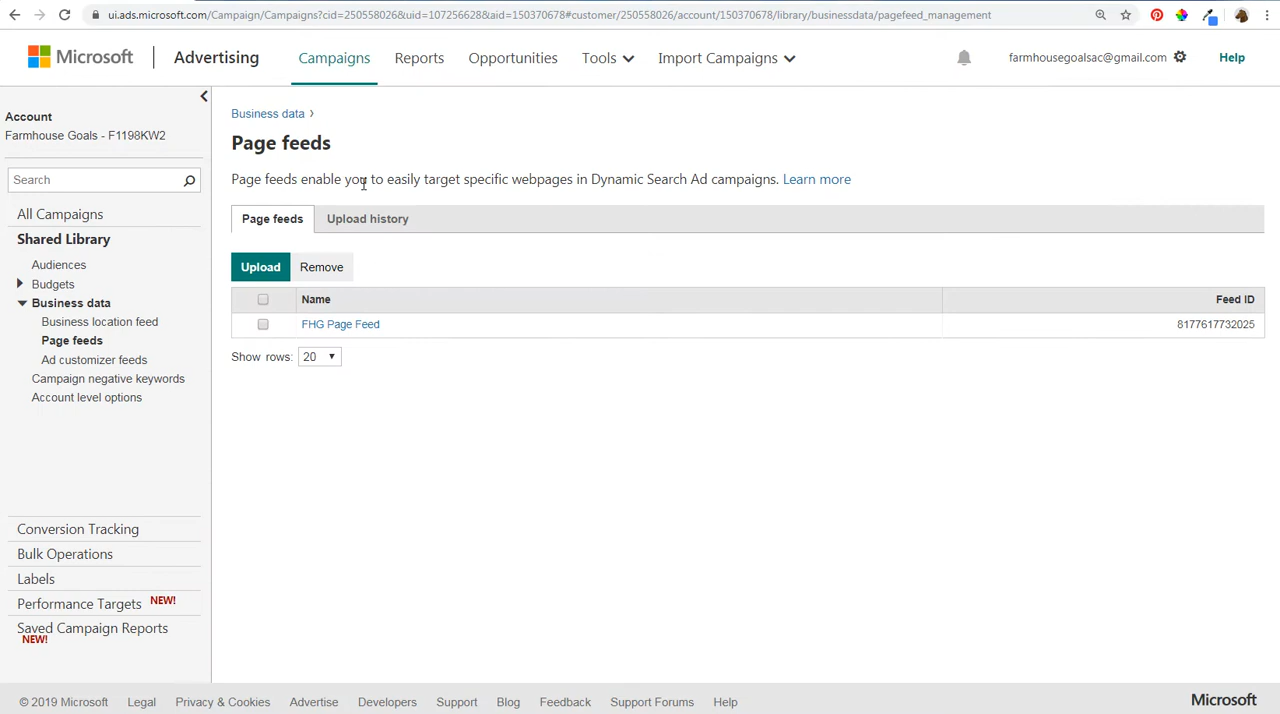 ui.ads.microsoft.com/Campaign/Campaigns?cid=250558026&uid=107256628&aid=150370678#customer/250558026/account/150370678/library/businessdata/pagefeed_management
Microsoft | Advertising Campaigns Reports Opportunities Tools Import Campaigns farmhousegoalsac@gmail.com Help
Account
Farmhouse Goals - F1198KW2
Search
All Campaigns
Shared Library
Audiences
Budgets
Business data
Business location feed
Page feeds
Ad customizer feeds
Campaign negative keywords
Account level options
Conversion Tracking
Bulk Operations
Labels
Performance Targets NEW!
Saved Campaign Reports
NEW!
Business data ›
Page feeds
Page feeds enable you to easily target specific webpages in Dynamic Search Ad campaigns. Learn more
Page feeds Upload history
Upload Remove
Name Feed ID
FHG Page Feed 8177617732025
Show rows: 20
© 2019 Microsoft Legal Privacy & Cookies Advertise Developers Support Blog Feedback Support Forums Help Microsoft